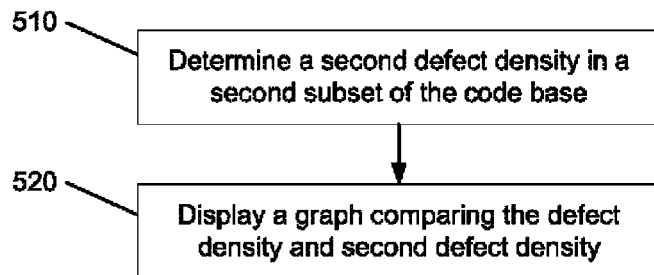 510
Determine a second defect density in a
second subset of the code base
520
Display a graph comparing the defect
density and second defect density